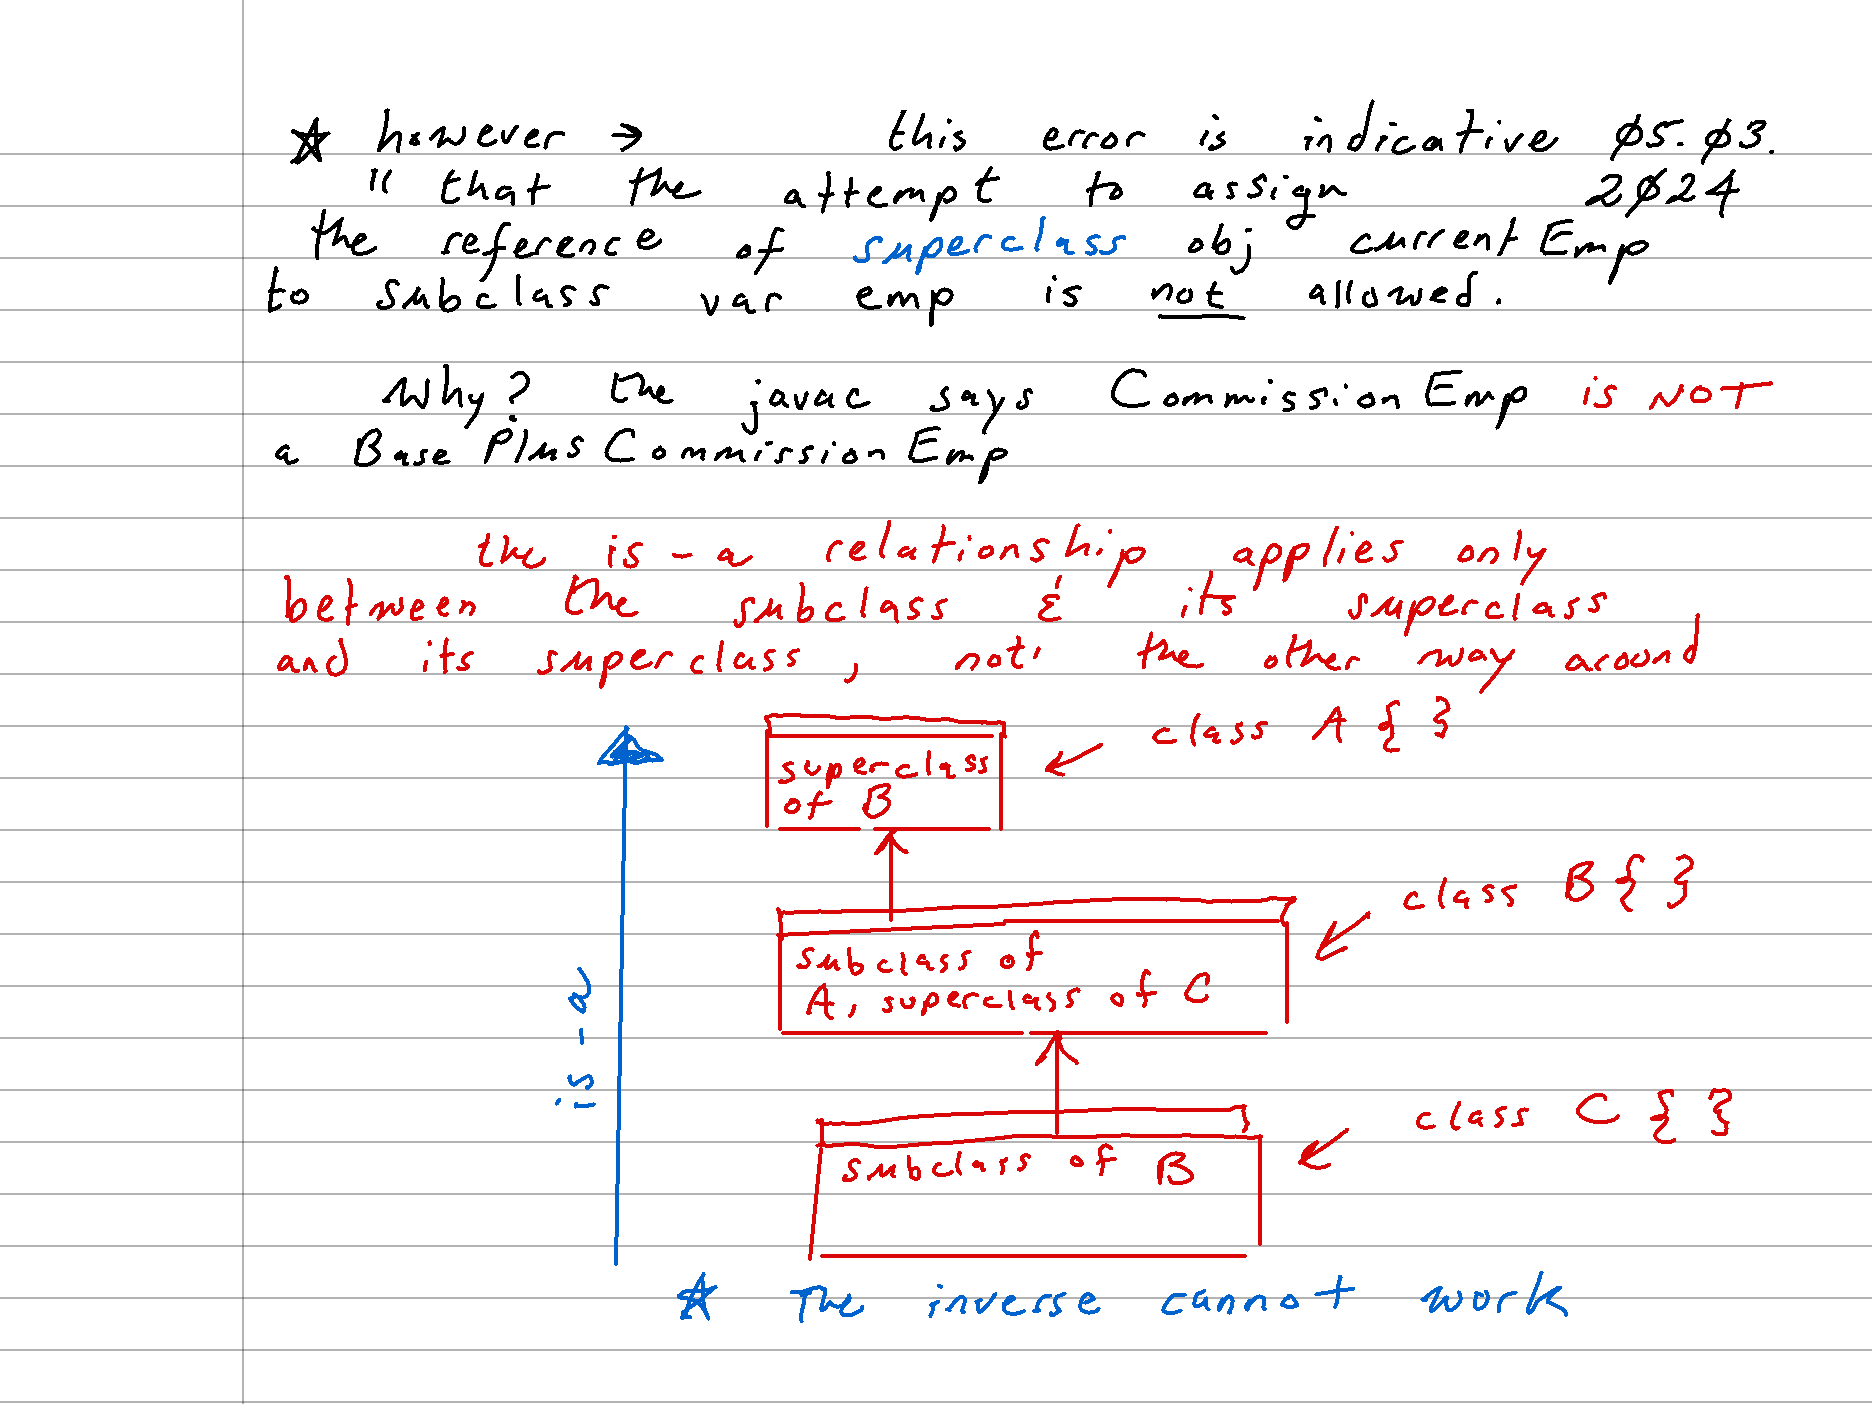 ☆ however → this error is indicative ø5.ø3.
" that the attempt to assign 2ø24
the reference of superclass obj currentEmp
to subclass var emp is not allowed.
Why? the javac says CommissionEmp is NOT
a BasePlusCommissionEmp
the is-a relationship applies only
between the subclass & its superclass
and its superclass, not the other way around
class A { }
superclass
of B
class B { }
subclass of
A, superclass of C
is-a
class C { }
subclass of B
☆ The inverse cannot work